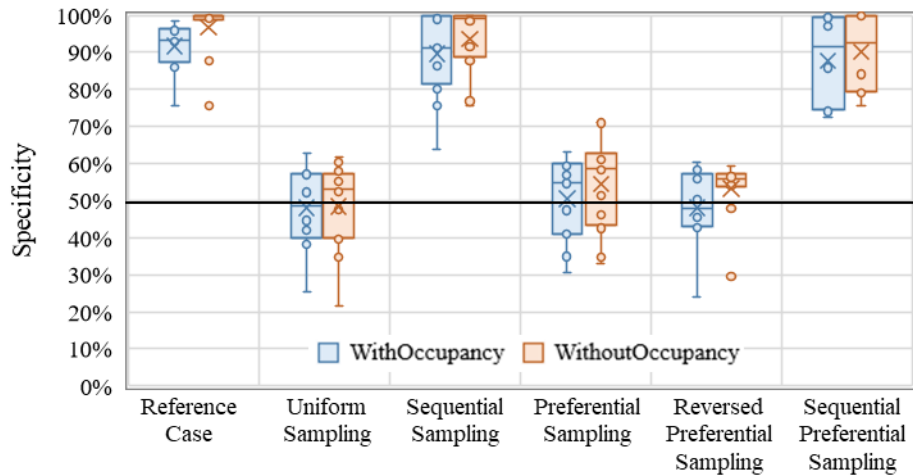 100%
90%
80%
70%
60%
50%
40%
30%
20%
10%
0%
Specificity
WithOccupancy WithoutOccupancy
Reference
Case
Uniform
Sampling
Sequential
Sampling
Preferential
Sampling
Reversed
Preferential
Sampling
Sequential
Preferential
Sampling